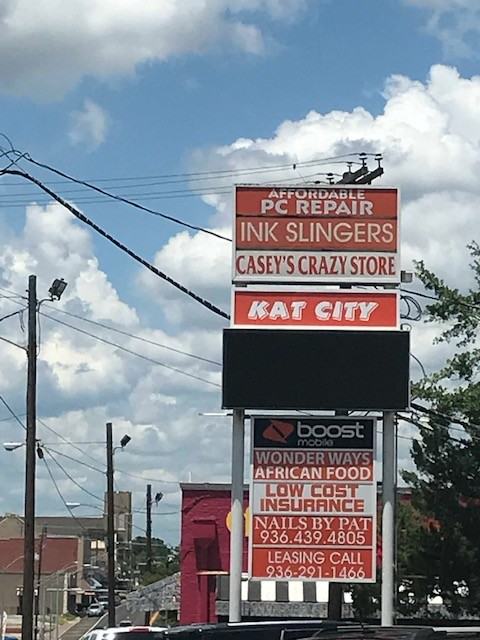 AFFORDABLE
PC REPAIR
INK SLINGERS
CASEY'S CRAZY STORE
KAT CITY
boost
mobile
WONDER WAYS
AFRICAN FOOD
LOW COST
INSURANCE
NAILS BY PAT
936.439.4805
LEASING CALL
936-291-1466